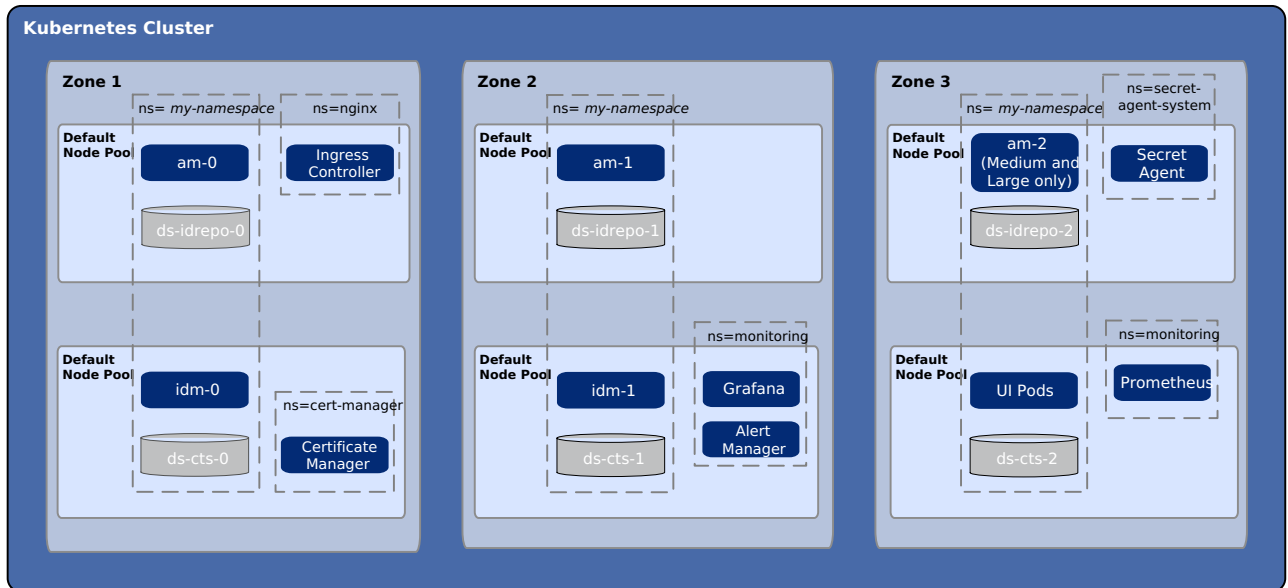 Kubernetes Cluster
Zone 1
ns= my-namespace
ns=nginx
Default
Node Pool
am-0
Ingress
Controller
ds-idrepo-0
Default
Node Pool
idm-0
ns=cert-manager
ds-cts-0
Certificate
Manager
Zone 2
ns= my-namespace
Default
Node Pool
am-1
ds-idrepo-1
ns=monitoring
Default
Node Pool
idm-1
Grafana
ds-cts-1
Alert
Manager
Zone 3
ns= my-namespace
ns=secret-
agent-system
Default
Node Pool
am-2
(Medium and
Large only)
Secret
Agent
ds-idrepo-2
ns=monitoring
Default
Node Pool
UI Pods
Prometheus
ds-cts-2